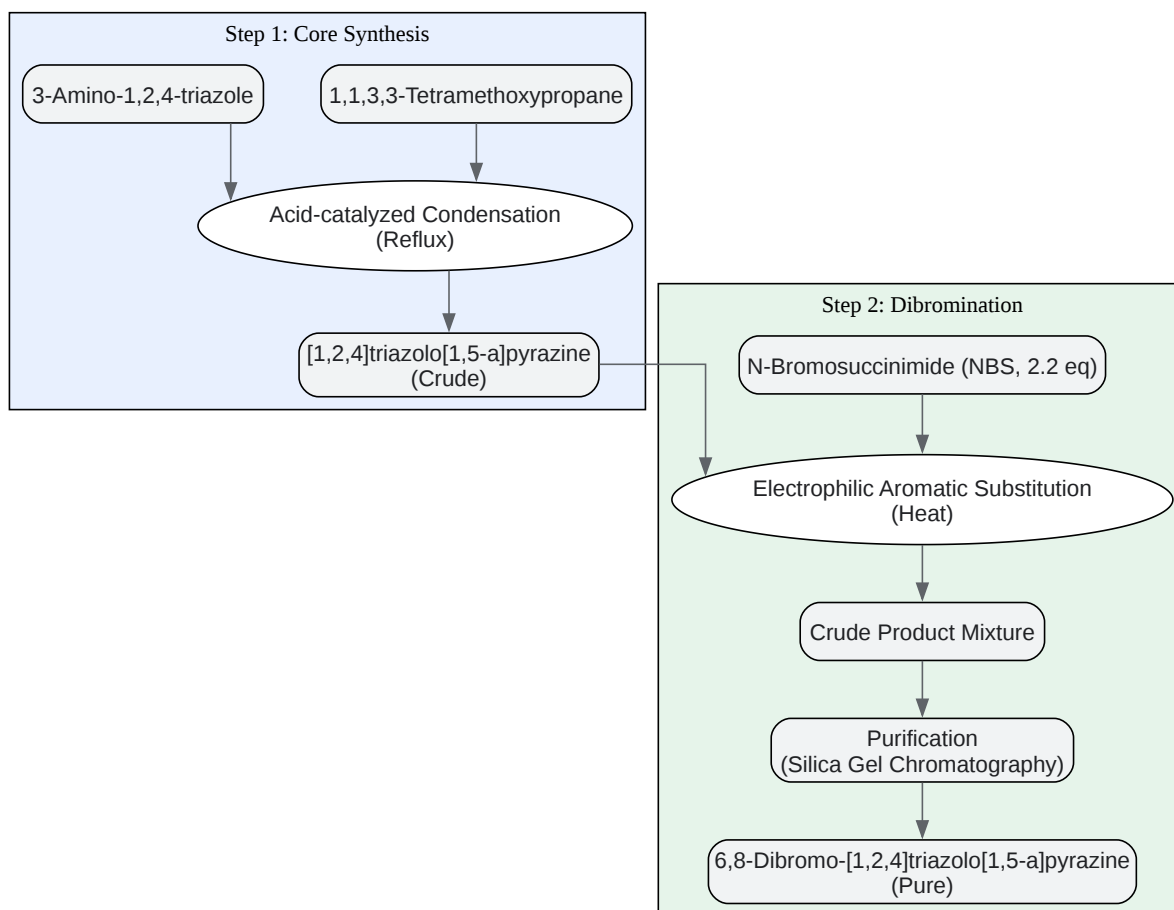 Step 1: Core Synthesis
3-Amino-1,2,4-triazole
1,1,3,3-Tetramethoxypropane
Acid-catalyzed Condensation
(Reflux)
[1,2,4]triazolo[1,5-a]pyrazine
(Crude)
Step 2: Dibromination
N-Bromosuccinimide (NBS, 2.2 eq)
Electrophilic Aromatic Substitution
(Heat)
Crude Product Mixture
Purification
(Silica Gel Chromatography)
6,8-Dibromo-[1,2,4]triazolo[1,5-a]pyrazine
(Pure)